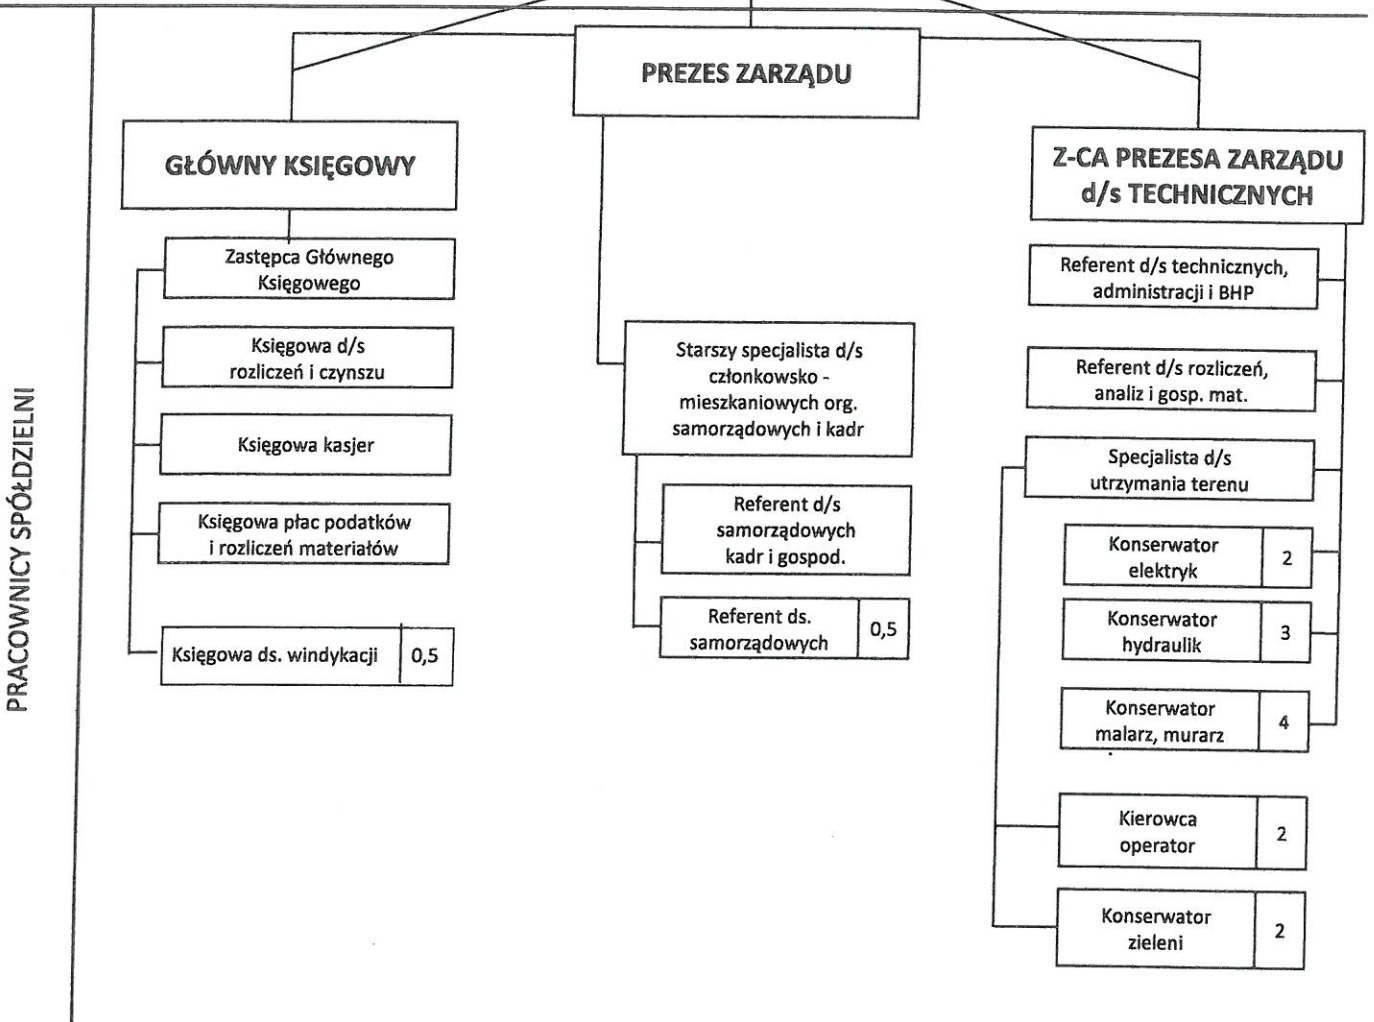 PRACOWNICY SPÓŁDZIELNI
PREZES ZARZĄDU
GŁÓWNY KSIĘGOWY
Zastępca Głównego
Księgowego
Księgowa d/s
rozliczeń i czynszu
Księgowa kasjer
Księgowa płac podatków
i rozliczeń materiałów
Księgowa ds. windykacji 0,5
Starszy specjalista d/s
członkowsko -
mieszkaniowych org.
samorządowych i kadr
Referent d/s
samorządowych
kadr i gospod.
Referent ds.
samorządowych 0,5
Z-CA PREZESA ZARZĄDU
d/s TECHNICZNYCH
Referent d/s technicznych,
administracji i BHP
Referent d/s rozliczeń,
analiz i gosp. mat.
Specjalista d/s
utrzymania terenu
Konserwator
elektryk 2
Konserwator
hydraulik 3
Konserwator
malarz, murarz 4
Kierowca
operator 2
Konserwator
zieleni 2